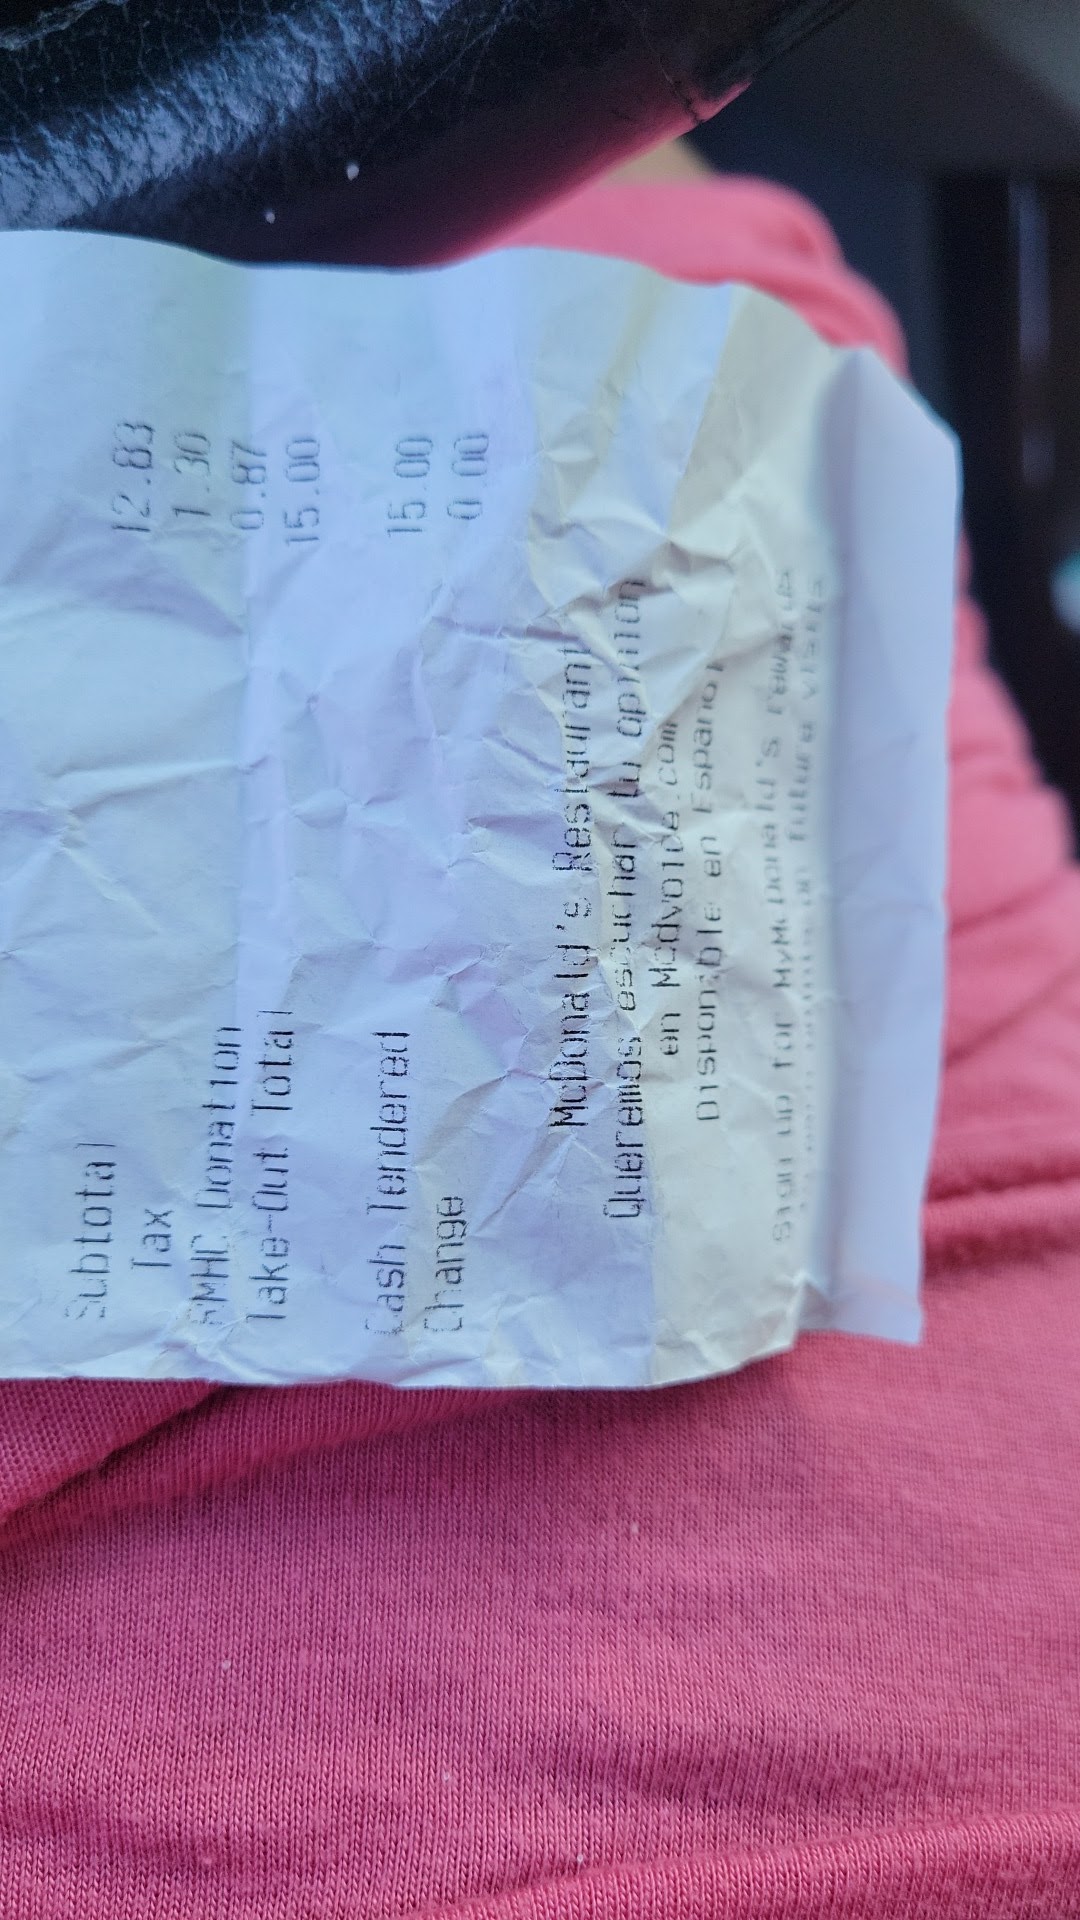 Subtotal 12.83
Tax 1.30
RMHC Donation 0.87
Take-Out Total 15.00
Cash Tendered 15.00
Change 0.00
McDonald's Restaurant
Queremos escuchar tu opinion
en Mcdvoice.com
Disponible en Espanol
Sign up for MyMcDonald's rewards
future visits